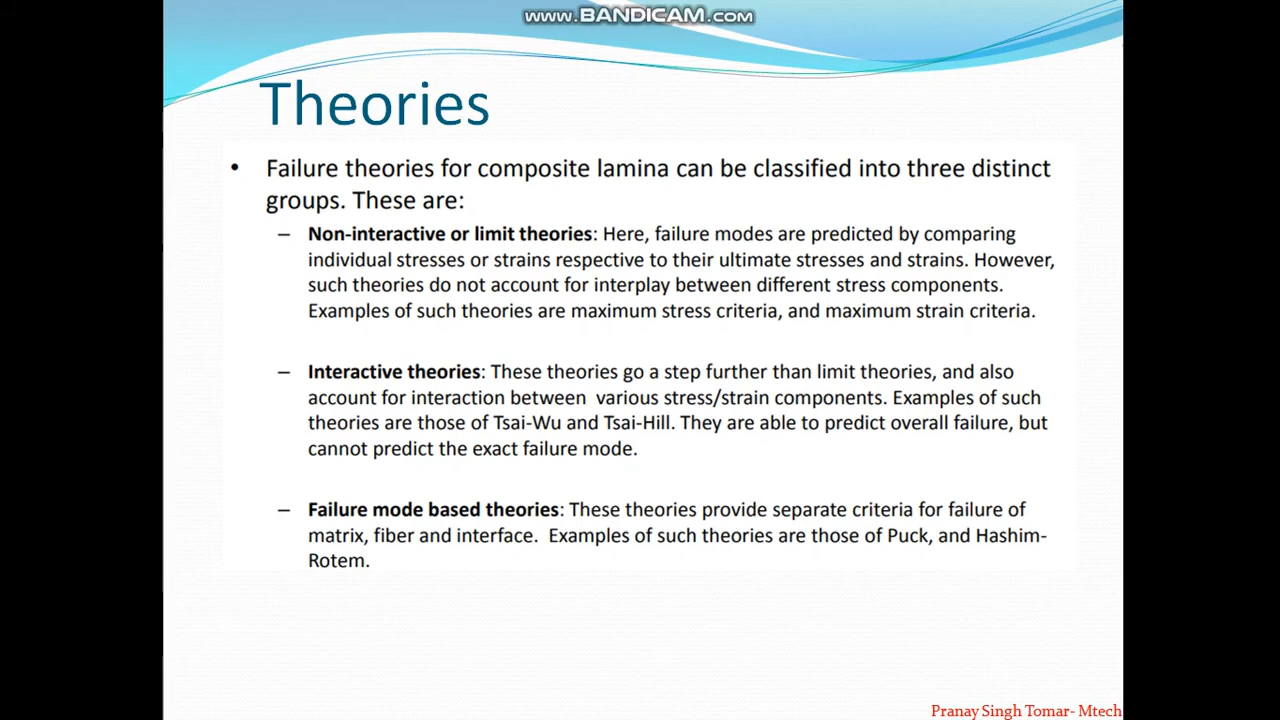 www.BANDICAM.com
Theories
• Failure theories for composite lamina can be classified into three distinct
groups. These are:
– Non-interactive or limit theories: Here, failure modes are predicted by comparing
individual stresses or strains respective to their ultimate stresses and strains. However,
such theories do not account for interplay between different stress components.
Examples of such theories are maximum stress criteria, and maximum strain criteria.
– Interactive theories: These theories go a step further than limit theories, and also
account for interaction between various stress/strain components. Examples of such
theories are those of Tsai-Wu and Tsai-Hill. They are able to predict overall failure, but
cannot predict the exact failure mode.
– Failure mode based theories: These theories provide separate criteria for failure of
matrix, fiber and interface. Examples of such theories are those of Puck, and Hashim-
Rotem.
Pranay Singh Tomar- Mtech